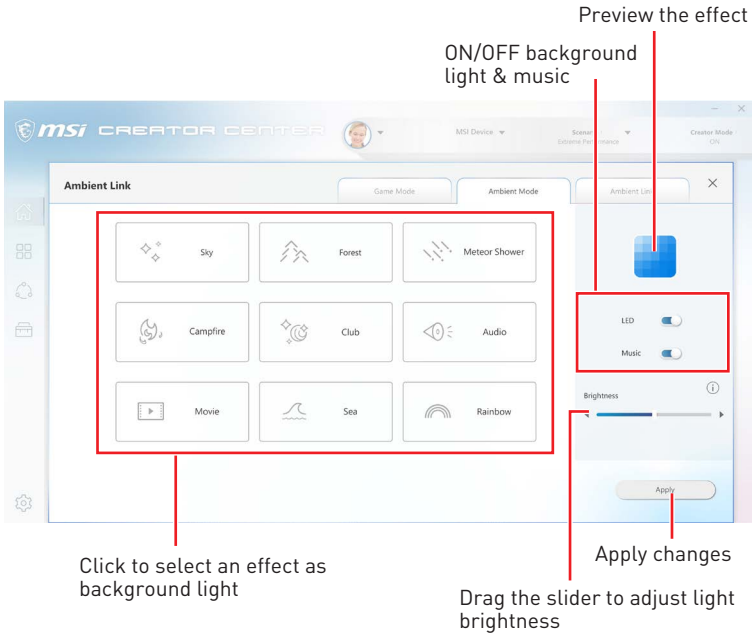 Preview the effect
ON/OFF background
light & music
msi CREATOR CENTER
MSI Device
Scenario
Extreme Performance
Creator Mode
ON
Ambient Link
Game Mode
Ambient Mode
Ambient Link
Sky
Forest
Meteor Shower
Campfire
Club
Audio
Movie
Sea
Rainbow
LED
Music
Brightness
Apply
Click to select an effect as
background light
Apply changes
Drag the slider to adjust light
brightness